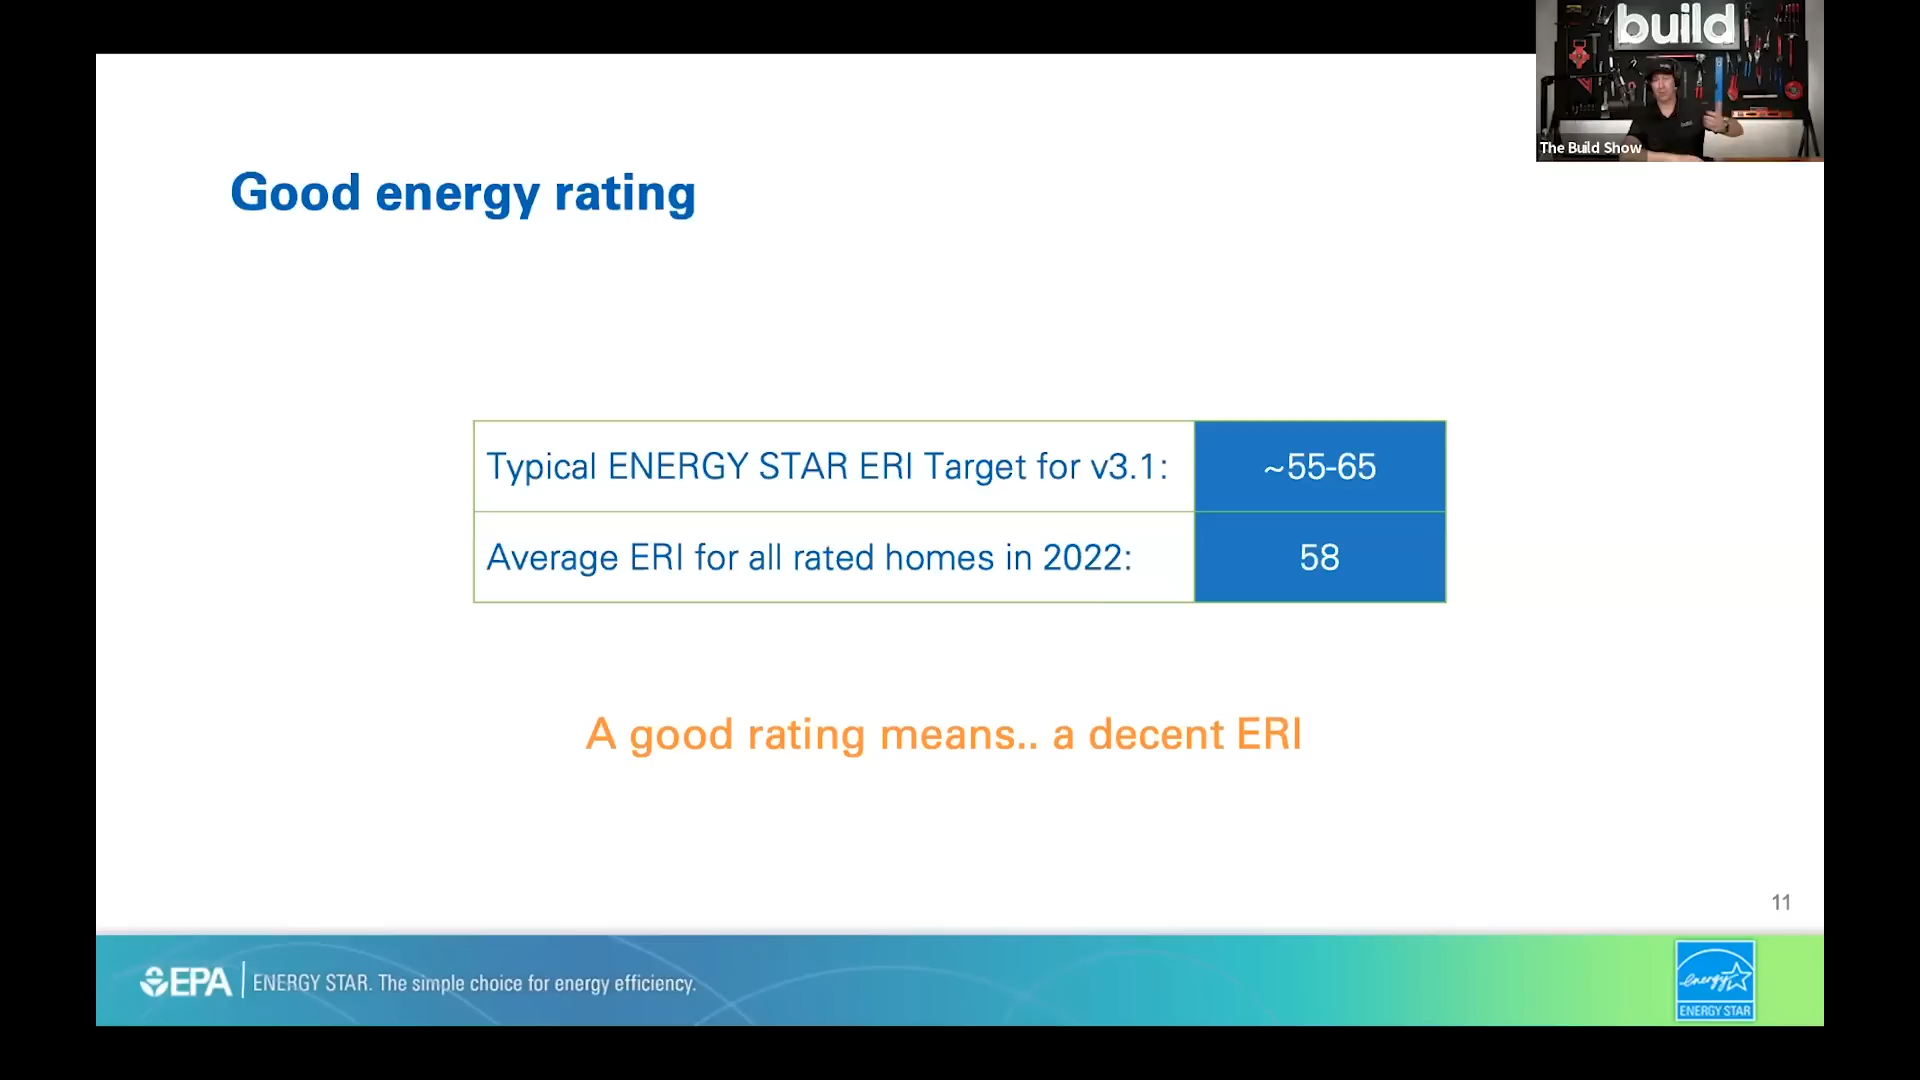 build
The Build Show
Good energy rating
Typical ENERGY STAR ERI Target for v3.1: ~55-65
Average ERI for all rated homes in 2022: 58
A good rating means.. a decent ERI
11
EPA ENERGY STAR. The simple choice for energy efficiency.
energy
ENERGY STAR